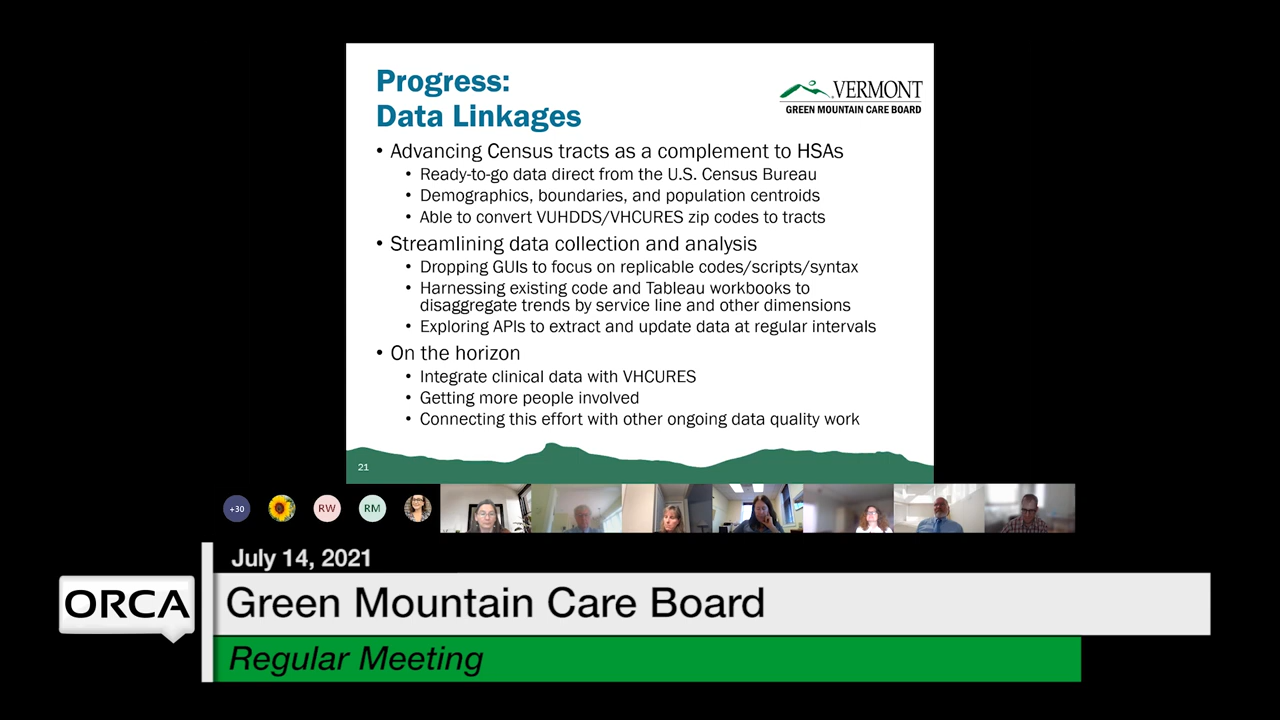 Progress:
Data Linkages
VERMONT
GREEN MOUNTAIN CARE BOARD
• Advancing Census tracts as a complement to HSAs
• Ready-to-go data direct from the U.S. Census Bureau
• Demographics, boundaries, and population centroids
• Able to convert VUHDDS/VHCURES zip codes to tracts
• Streamlining data collection and analysis
• Dropping GUIs to focus on replicable codes/scripts/syntax
• Harnessing existing code and Tableau workbooks to
disaggregate trends by service line and other dimensions
• Exploring APIs to extract and update data at regular intervals
• On the horizon
• Integrate clinical data with VHCURES
• Getting more people involved
• Connecting this effort with other ongoing data quality work
21
+30
RW
RM
July 14, 2021
ORCA
Green Mountain Care Board
Regular Meeting